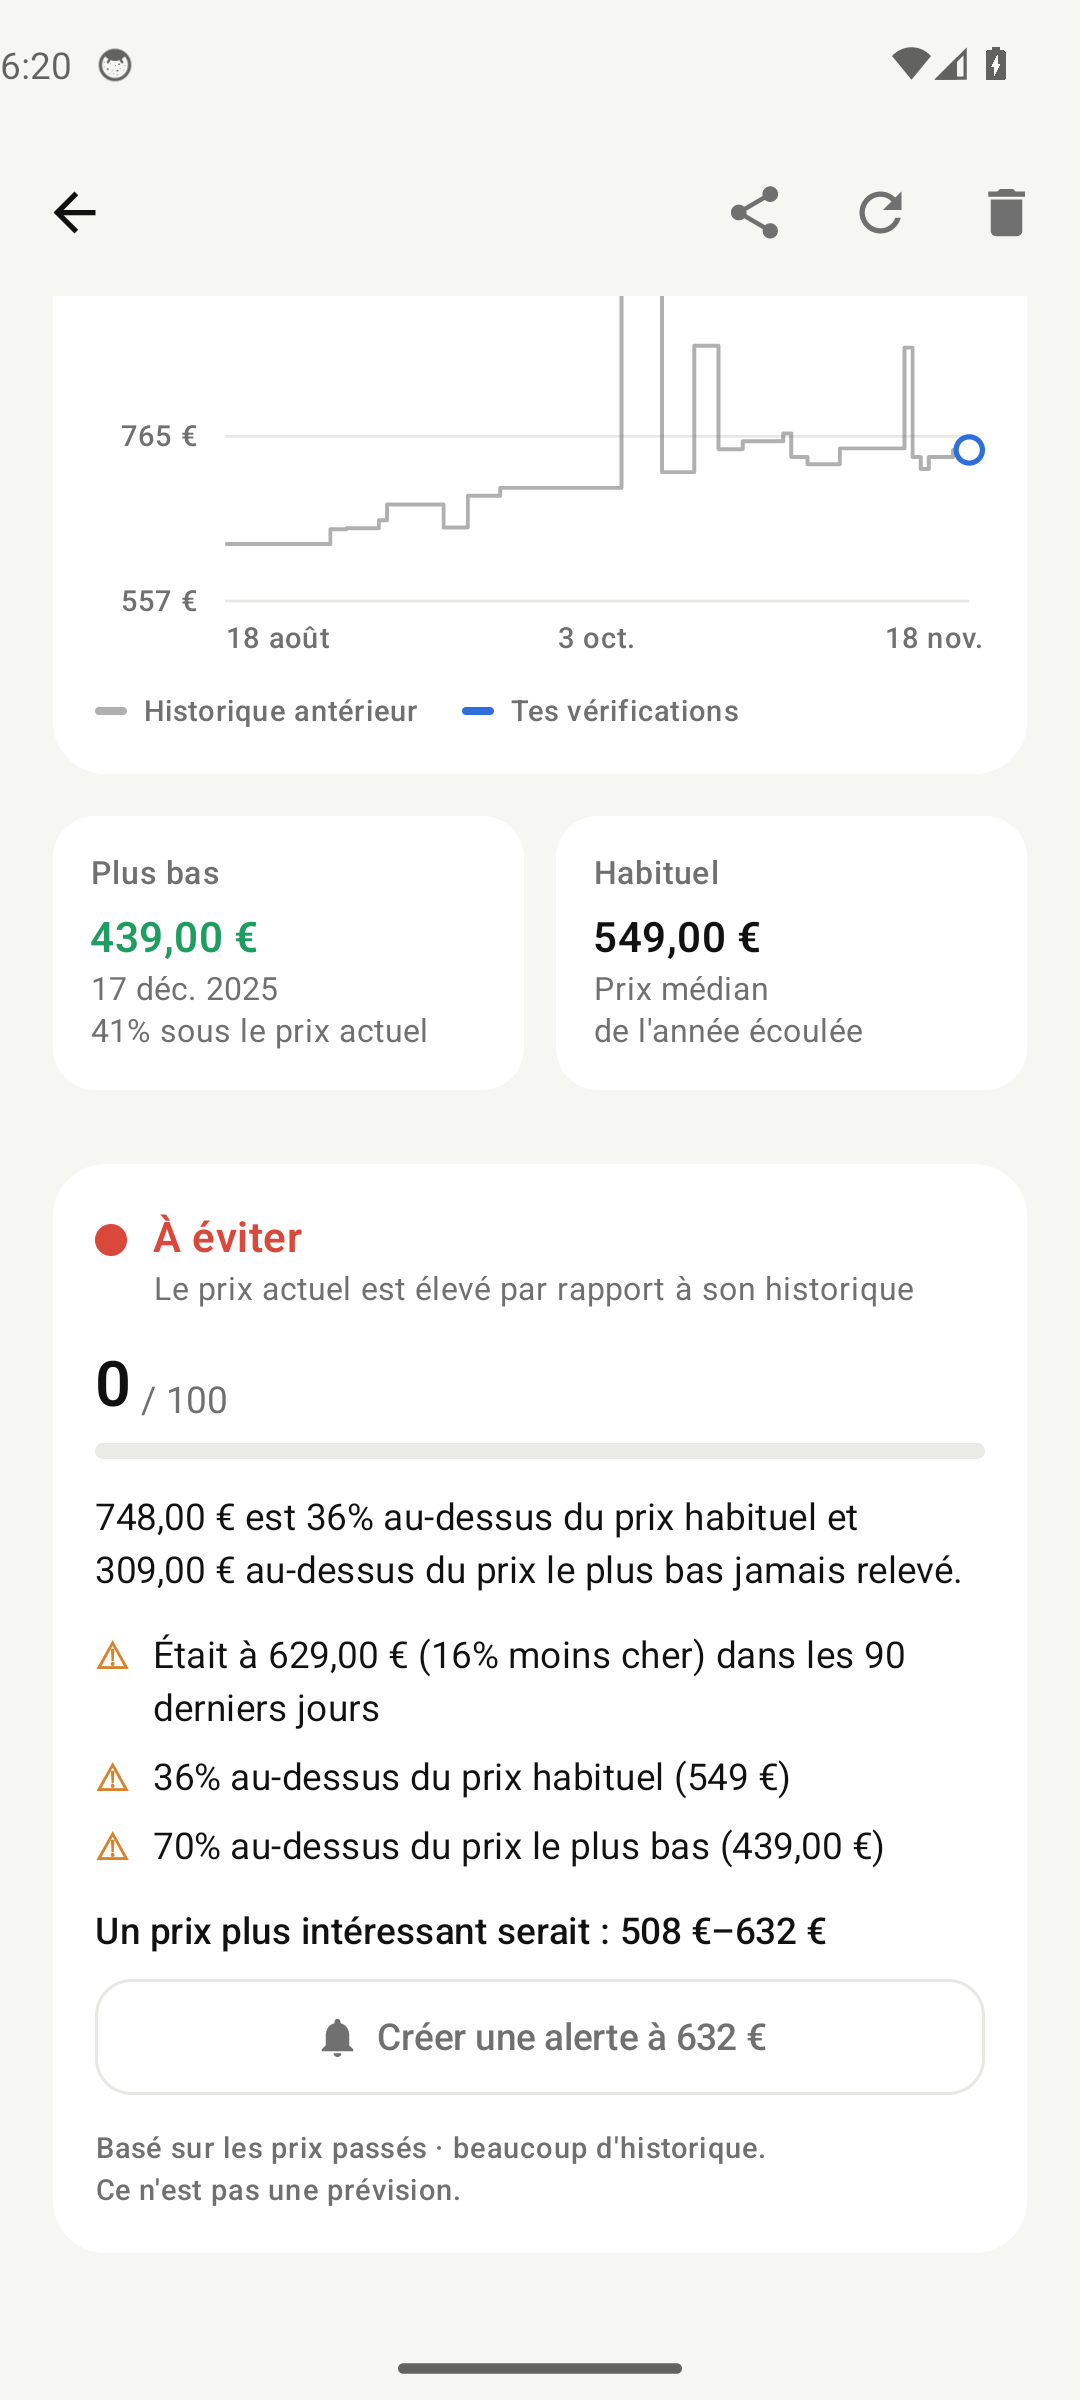 6:20
765 €
557 €
18 août 3 oct. 18 nov.
Historique antérieur Tes vérifications
Plus bas
439,00 €
17 déc. 2025
41% sous le prix actuel
Habituel
549,00 €
Prix médian
de l'année écoulée
À éviter
Le prix actuel est élevé par rapport à son historique
0 / 100
748,00 € est 36% au-dessus du prix habituel et
309,00 € au-dessus du prix le plus bas jamais relevé.
Était à 629,00 € (16% moins cher) dans les 90
derniers jours
36% au-dessus du prix habituel (549 €)
70% au-dessus du prix le plus bas (439,00 €)
Un prix plus intéressant serait : 508 €–632 €
Créer une alerte à 632 €
Basé sur les prix passés · beaucoup d'historique.
Ce n'est pas une prévision.